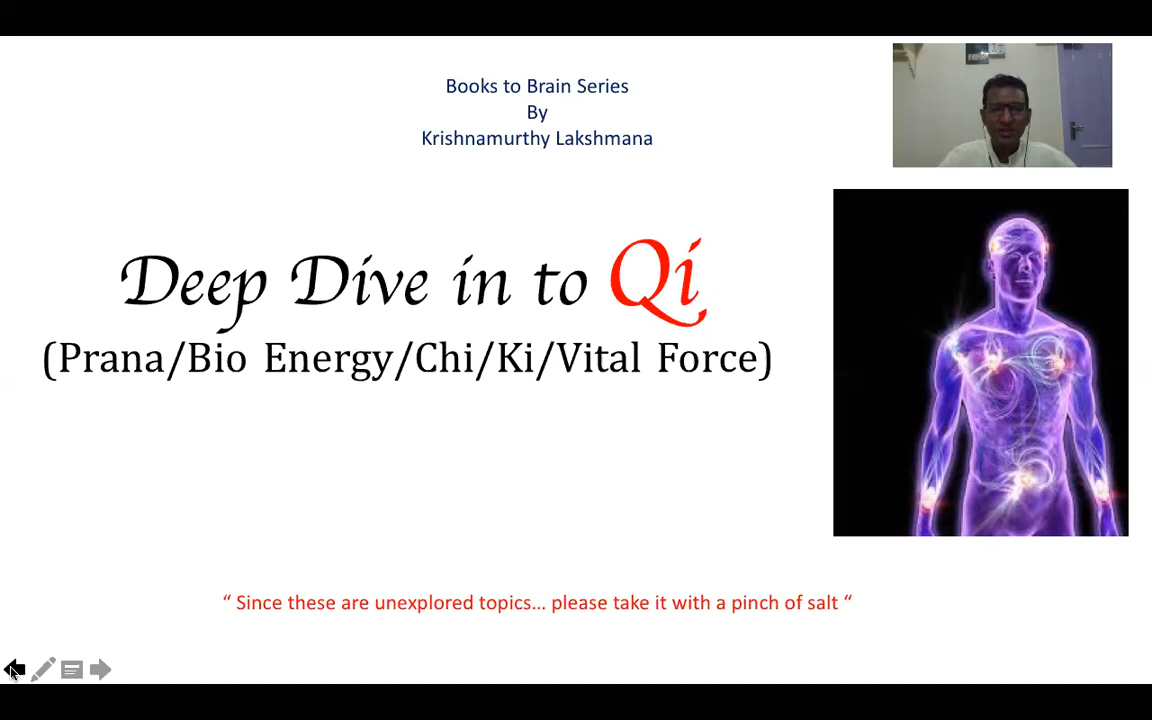 Books to Brain Series
By
Krishnamurthy Lakshmana
Deep Dive in to Qi
(Prana/Bio Energy/Chi/Ki/Vital Force)
“ Since these are unexplored topics... please take it with a pinch of salt “